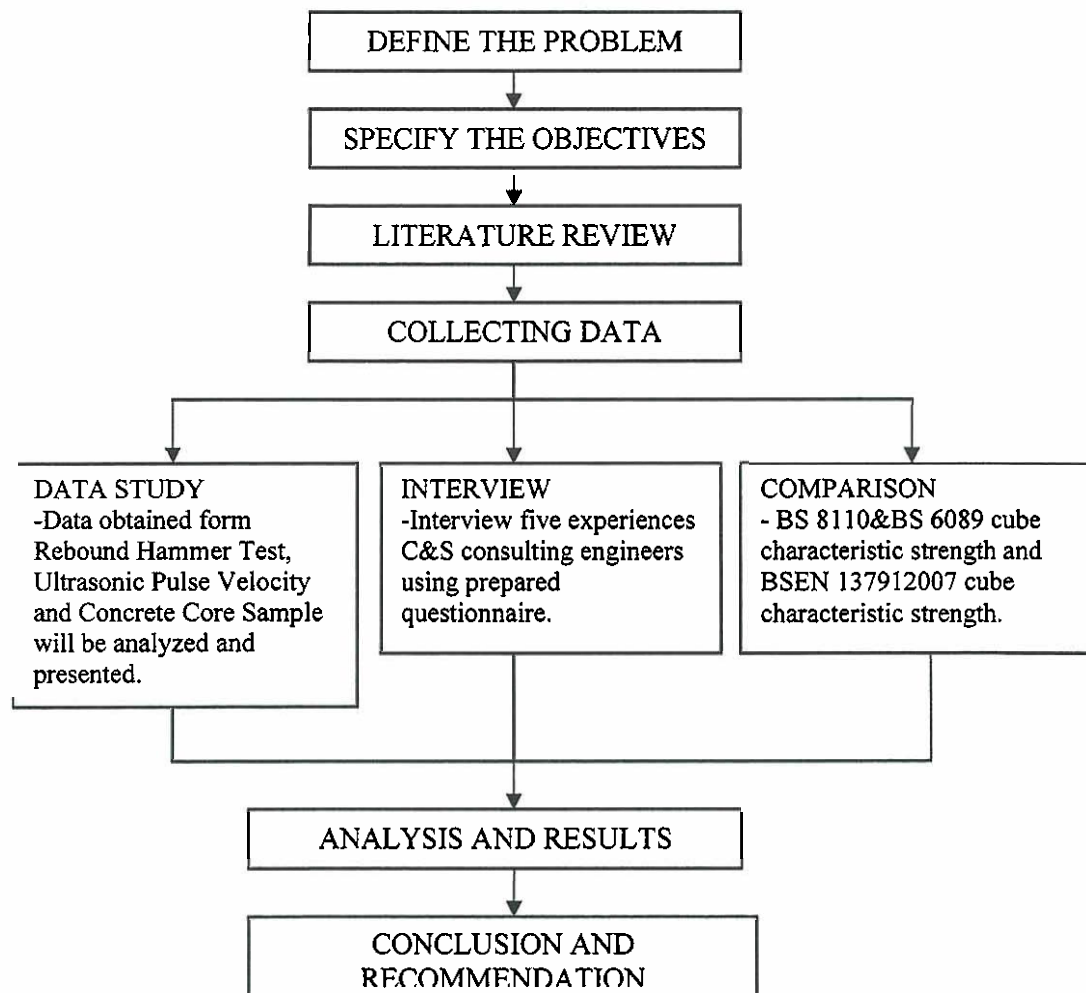 DEFINE THE PROBLEM
SPECIFY THE OBJECTIVES
LITERATURE REVIEW
COLLECTING DATA
DATA STUDY
-Data obtained form
Rebound Hammer Test,
Ultrasonic Pulse Velocity
and Concrete Core Sample
will be analyzed and
presented.
INTERVIEW
-Interview five experiences
C&S consulting engineers
using prepared
questionnaire.
COMPARISON
- BS 8110&BS 6089 cube
characteristic strength and
BSEN 137912007 cube
characteristic strength.
ANALYSIS AND RESULTS
CONCLUSION AND
RECOMMENDATION